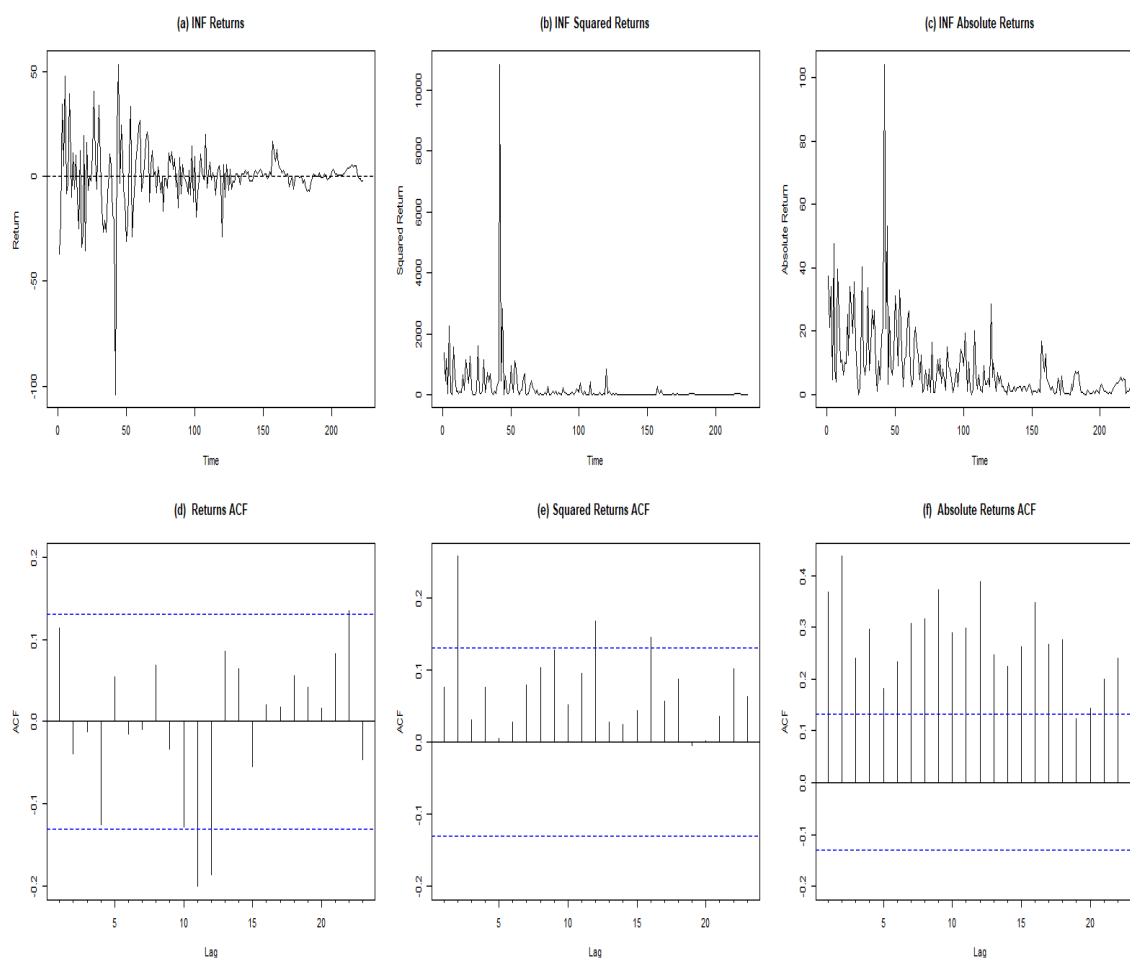 (a) INF Returns
Return
50
0
-50
-100
0 50 100 150 200
Time
(b) INF Squared Returns
Squared Return
10000
8000
6000
4000
2000
0
0 50 100 150 200
Time
(c) INF Absolute Returns
Absolute Return
100
80
60
40
20
0
0 50 100 150 200
Time
(d) Returns ACF
ACF
0.2
0.1
0.0
-0.1
-0.2
5 10 15 20
Lag
(e) Squared Returns ACF
ACF
0.2
0.1
0.0
-0.1
-0.2
5 10 15 20
Lag
(f) Absolute Returns ACF
ACF
0.4
0.3
0.2
0.1
0.0
-0.1
-0.2
5 10 15 20
Lag